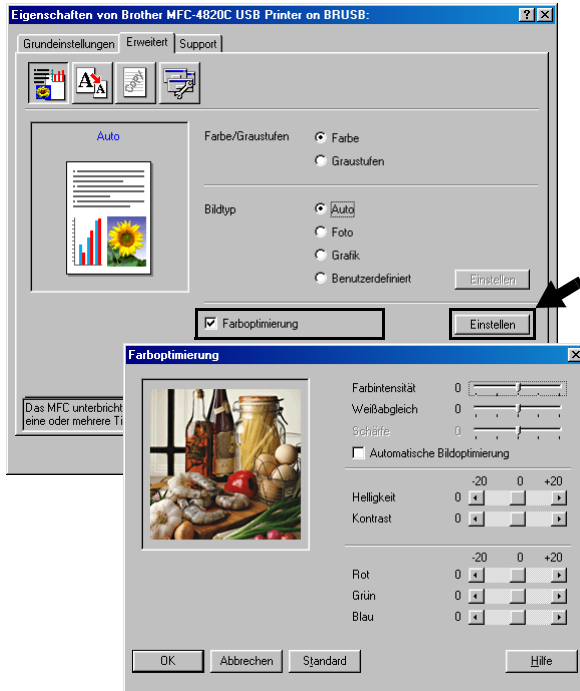 Eigenschaften von Brother MFC-4820C USB Printer on BRUSB:
Grundeinstellungen Erweitert Support
Auto
Farbe/Graustufen
Farbe
Graustufen
Bildtyp
Auto
Foto
Grafik
Benutzerdefiniert
Einstellen
Farboptimierung
Einstellen
Das MFC unterbricht
eine oder mehrere Ti
Farboptimierung
Farbintensität 0
Weißabgleich 0
Schärfe 0
Automatische Bildoptimierung
-20 0 +20
Helligkeit 0
Kontrast 0
-20 0 +20
Rot 0
Grün 0
Blau 0
OK Abbrechen Standard Hilfe